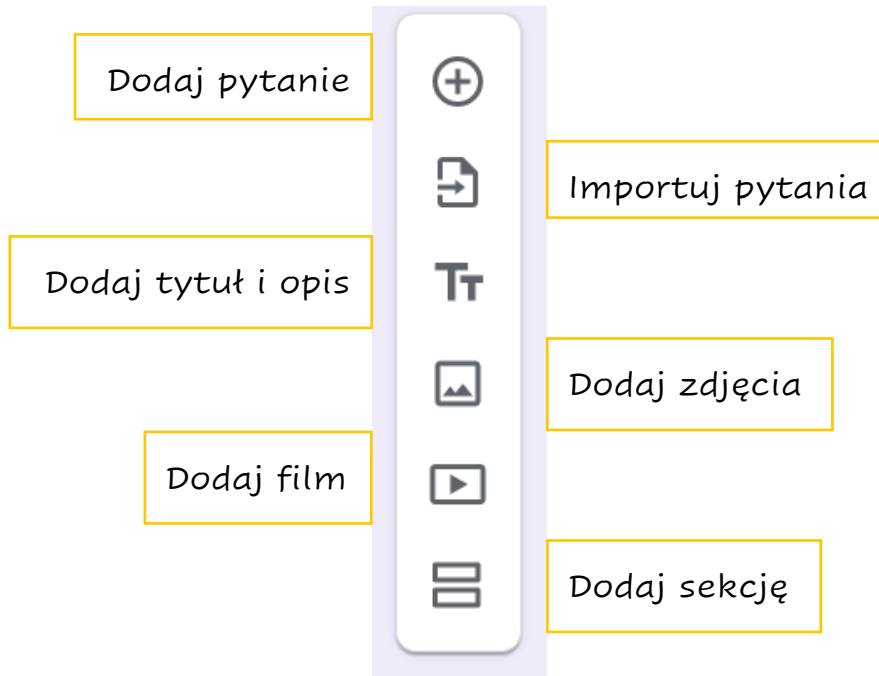 Dodaj pytanie
Importuj pytania
Dodaj tytuł i opis
Dodaj zdjęcia
Dodaj film
Dodaj sekcję